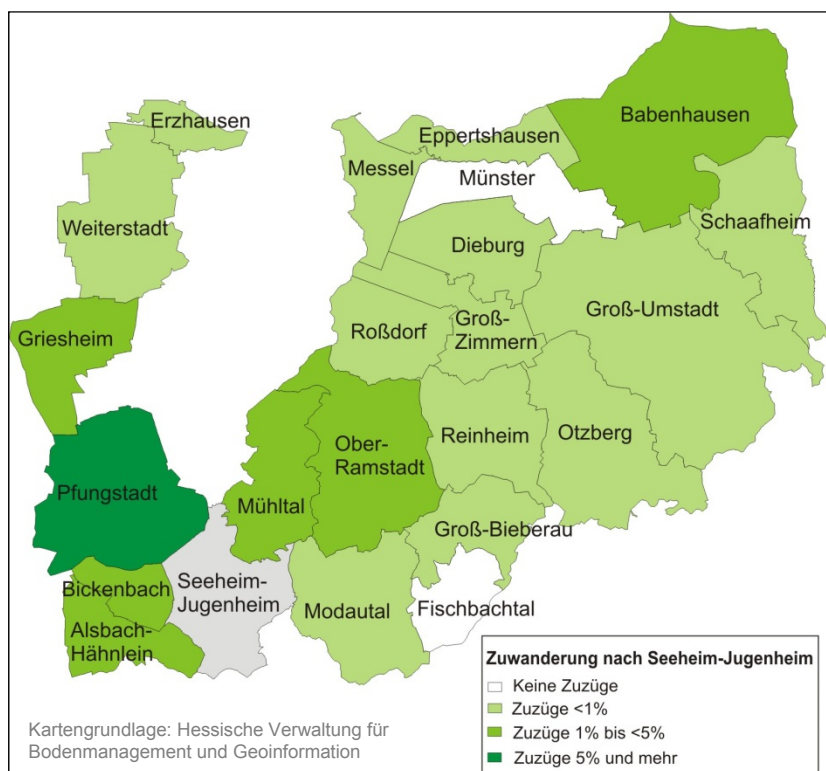 Erzhausen
Eppertshausen
Babenhausen
Messel
Münster
Weiterstadt
Schaafheim
Dieburg
Groß-Umstadt
Griesheim
Roßdorf
Groß-
Zimmern
Reinheim
Otzberg
Ober-
Ramstadt
Pfungstadt
Mühltal
Groß-Bieberau
Bickenbach
Seeheim-
Jugenheim
Modautal
Fischbachtal
Alsbach-
Hähnlein
Zuwanderung nach Seeheim-Jugenheim
Keine Zuzüge
Zuzüge <1%
Zuzüge 1% bis <5%
Zuzüge 5% und mehr
Kartengrundlage: Hessische Verwaltung für
Bodenmanagement und Geoinformation